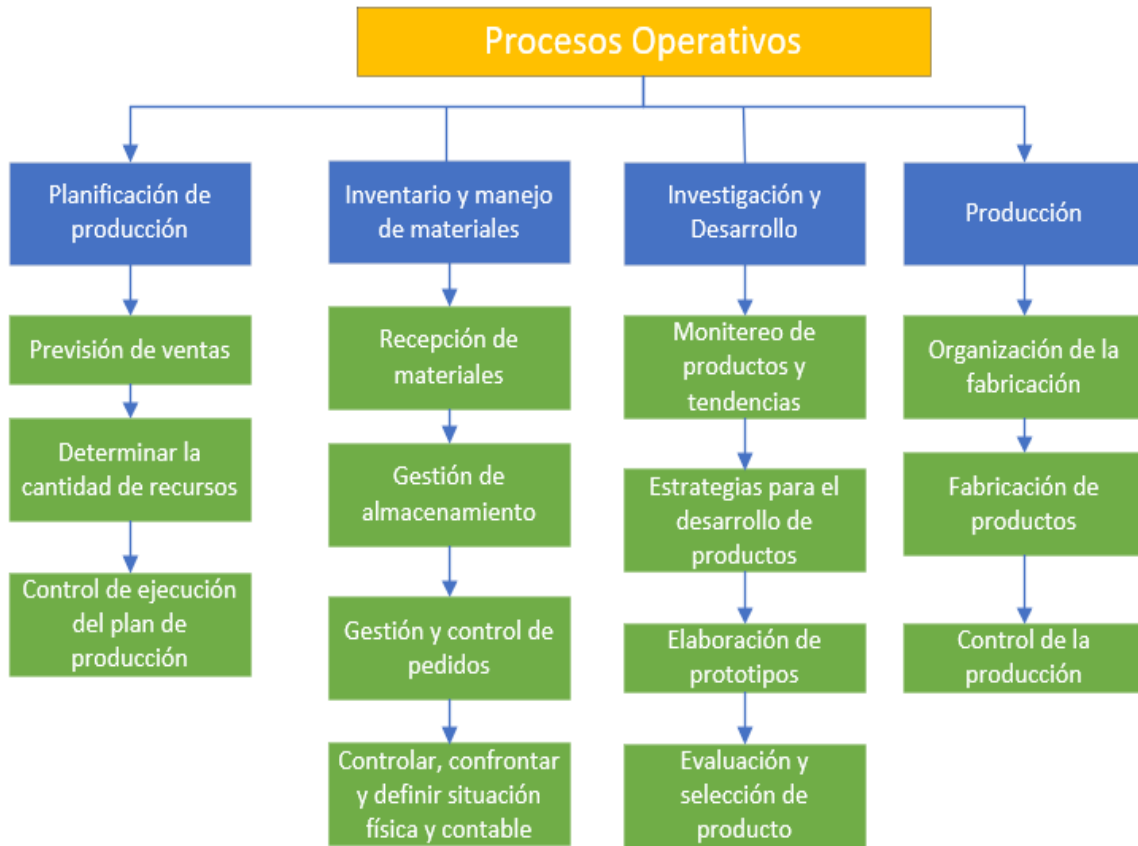 Procesos Operativos
Planificación de
producción
Inventario y manejo
de materiales
Investigación y
Desarrollo
Producción
Previsión de ventas
Determinar la
cantidad de recursos
Control de ejecución
del plan de
producción
Recepción de
materiales
Gestión de
almacenamiento
Gestión y control de
pedidos
Controlar, confrontar
y definir situación
física y contable
Monitereo de
productos y
tendencias
Estrategias para el
desarrollo de
productos
Elaboración de
prototipos
Evaluación y
selección de
producto
Organización de la
fabricación
Fabricación de
productos
Control de la
producción